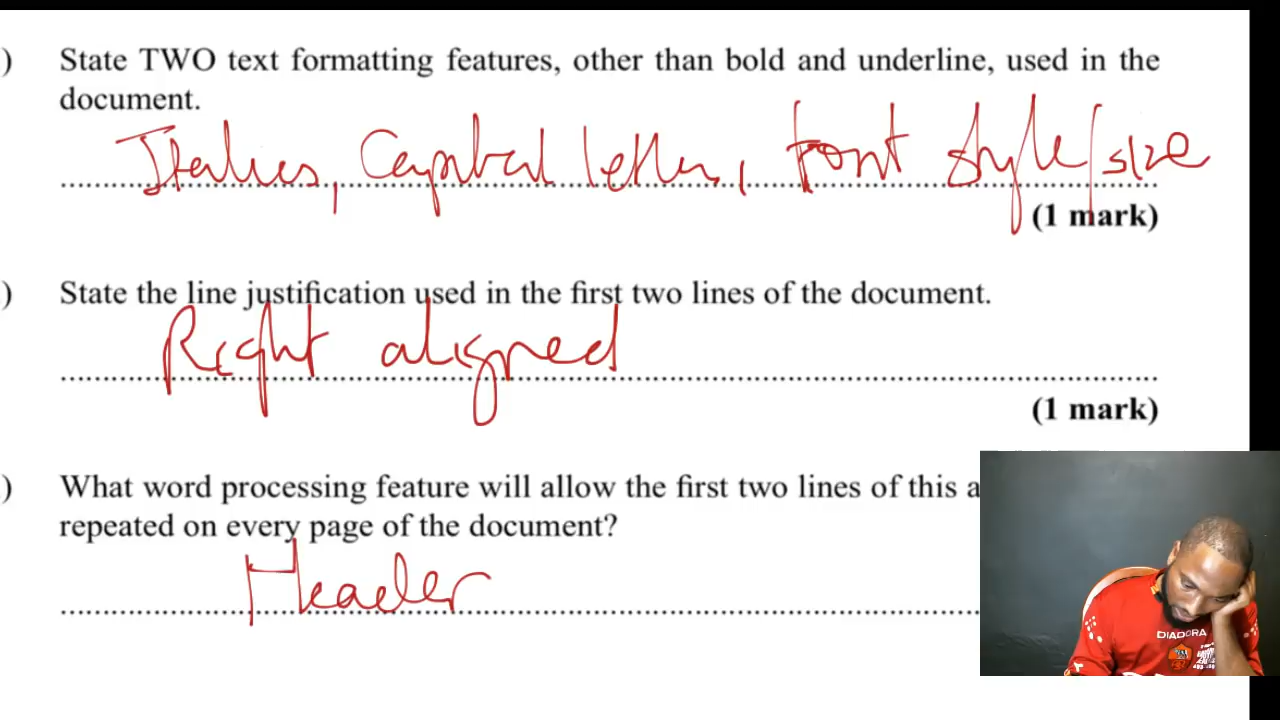 ) State TWO text formatting features, other than bold and underline, used in the
document.
Italics, Capital letter, Font style/size
(1 mark)
) State the line justification used in the first two lines of the document.
Right aligned
(1 mark)
) What word processing feature will allow the first two lines of this a
repeated on every page of the document?
Header
DIADORA